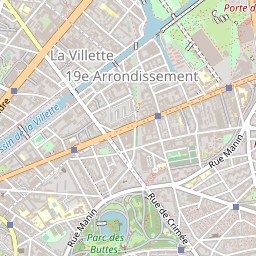 Porte d
La Villette
19e Arrondissement
dre
ssin de la Villette
Rue Manin
Rue Manin
Rue de Crimée
Parc des
Buttes-